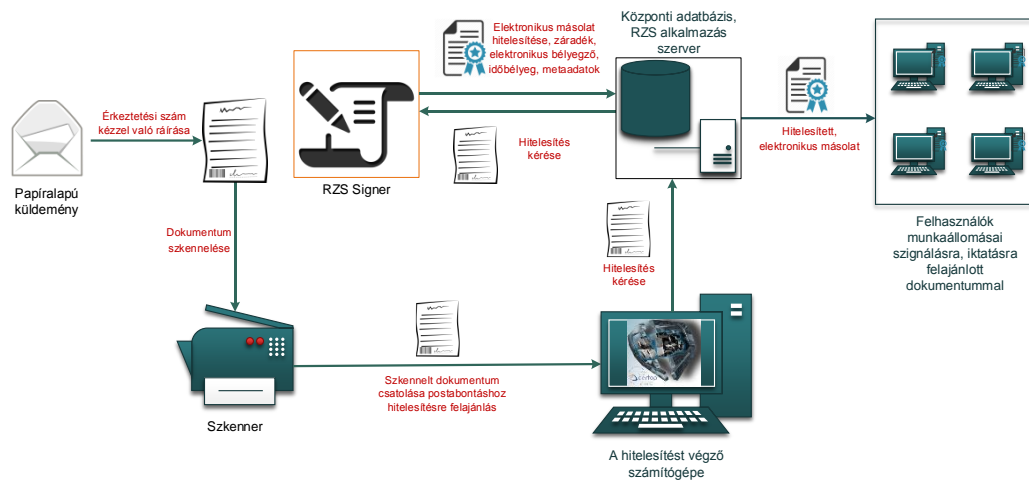 Elektronikus másolat
hitelesítése, záradék,
elektronikus bélyegző,
időbélyeg, metaadatok
Központi adatbázis,
RZS alkalmazás
szerver
Érkeztetési szám
kézzel való ráírása
Hitelesítés
kérése
Hitelesített,
elektronikus másolat
Papíralapú
küldemény
RZS Signer
Dokumentum
szkennelése
Hitelesítés
kérése
Felhasználók
munkaállomásai
szignálásra, iktatásra
felajánlott
dokumentummal
Szkennelt dokumentum
csatolása postabontáshoz
hitelesítésre felajánlás
Szkenner
A hitelesítést végző
számítógépe